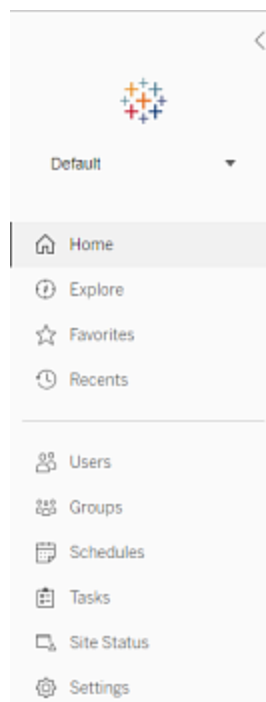 Default
Home
Explore
Favorites
Recents
Users
Groups
Schedules
Tasks
Site Status
Settings